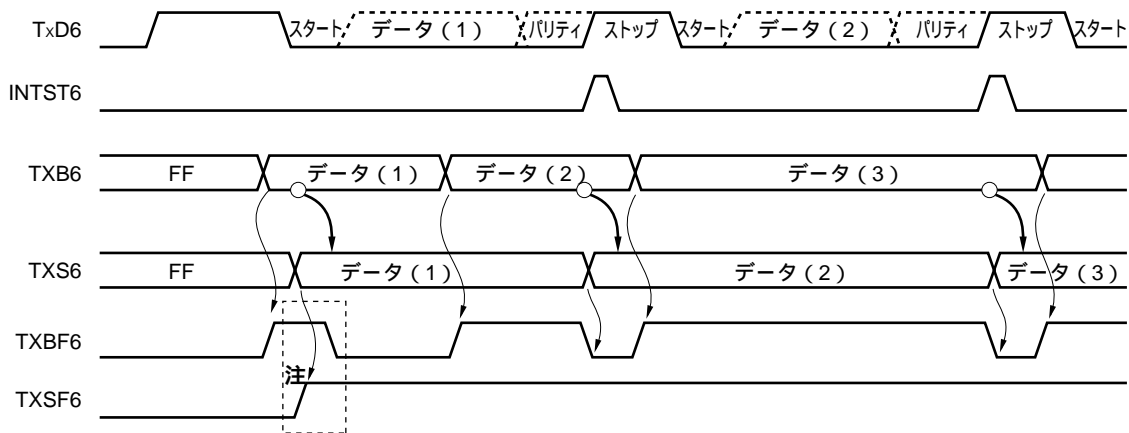 TxD6 スタート データ(1) パリティ ストップ スタート データ(2) パリティ ストップ スタート
INTST6
TXB6 FF データ(1) データ(2) データ(3)
TXS6 FF データ(1) データ(2) データ(3)
TXBF6
注
TXSF6